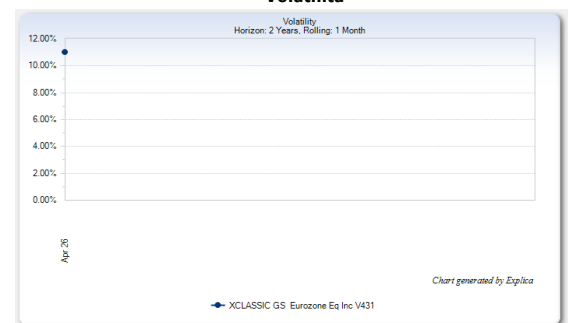 Volatilità
Volatility
Horizon: 2 Years, Rolling: 1 Month
12.00%
10.00%
8.00%
6.00%
4.00%
2.00%
0.00%
Apr 26
Chart generated by Explica
XCLASSIC GS Eurozone Eq Inc V431